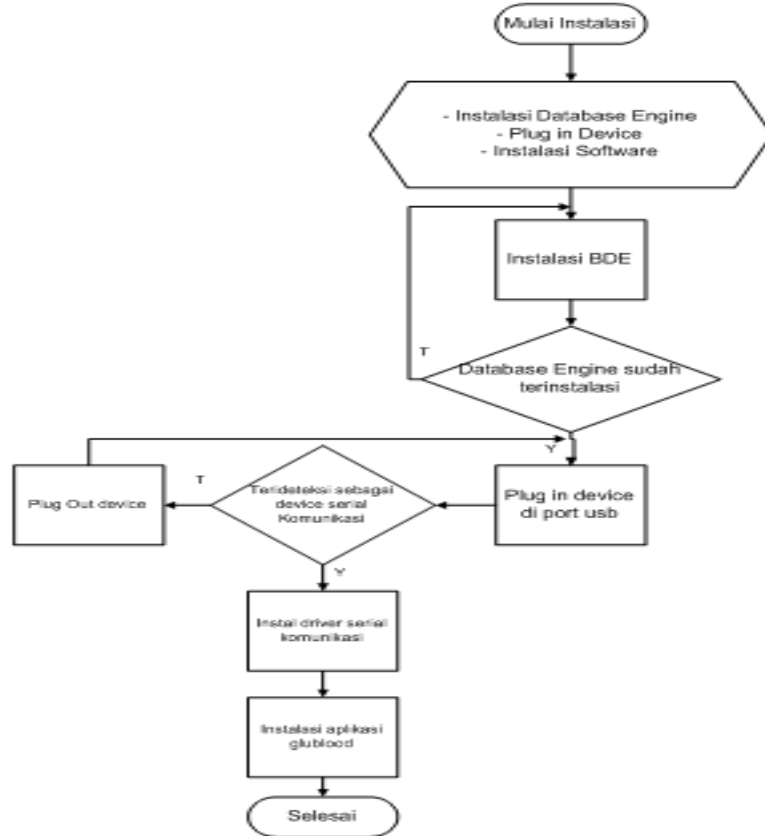 Mulai Instalasi
- Instalasi Database Engine
- Plug in Device
- Instalasi Software
Instalasi BDE
T
Database Engine sudah
terinstalasi
Y
Plug in device
di port usb
Terideteksi sebagai
device serial
Komunikasi
T
Plug Out device
Y
Instal driver serial
komunikasi
Instalasi aplikasi
glublood
Selesai